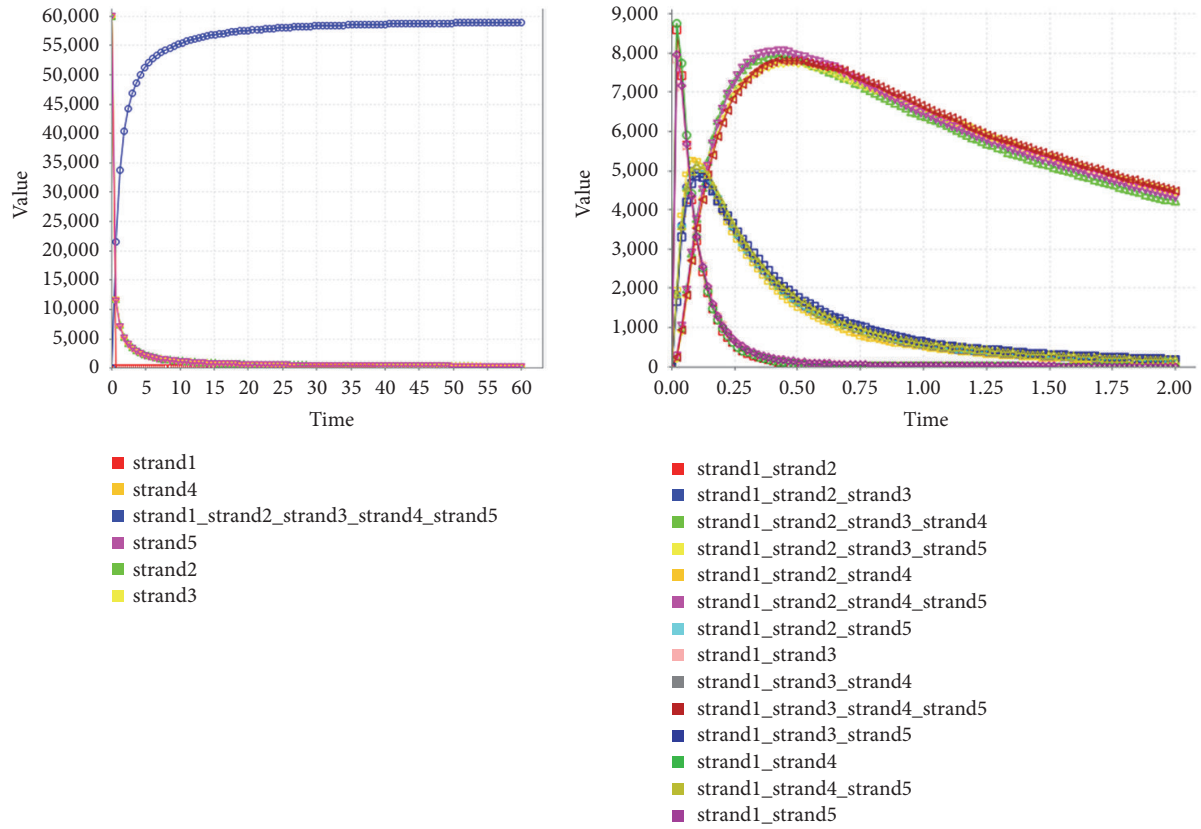 60,000
55,000
50,000
45,000
40,000
35,000
30,000
25,000
20,000
15,000
10,000
5,000
0
Value
0 5 10 15 20 25 30 35 40 45 50 55 60
Time
strand1
strand4
strand1_strand2_strand3_strand4_strand5
strand5
strand2
strand3
9,000
8,000
7,000
6,000
5,000
4,000
3,000
2,000
1,000
0
Value
0.00 0.25 0.50 0.75 1.00 1.25 1.50 1.75 2.00
Time
strand1_strand2
strand1_strand2_strand3
strand1_strand2_strand3_strand4
strand1_strand2_strand3_strand5
strand1_strand2_strand4
strand1_strand2_strand4_strand5
strand1_strand2_strand5
strand1_strand3
strand1_strand3_strand4
strand1_strand3_strand4_strand5
strand1_strand3_strand5
strand1_strand4
strand1_strand4_strand5
strand1_strand5